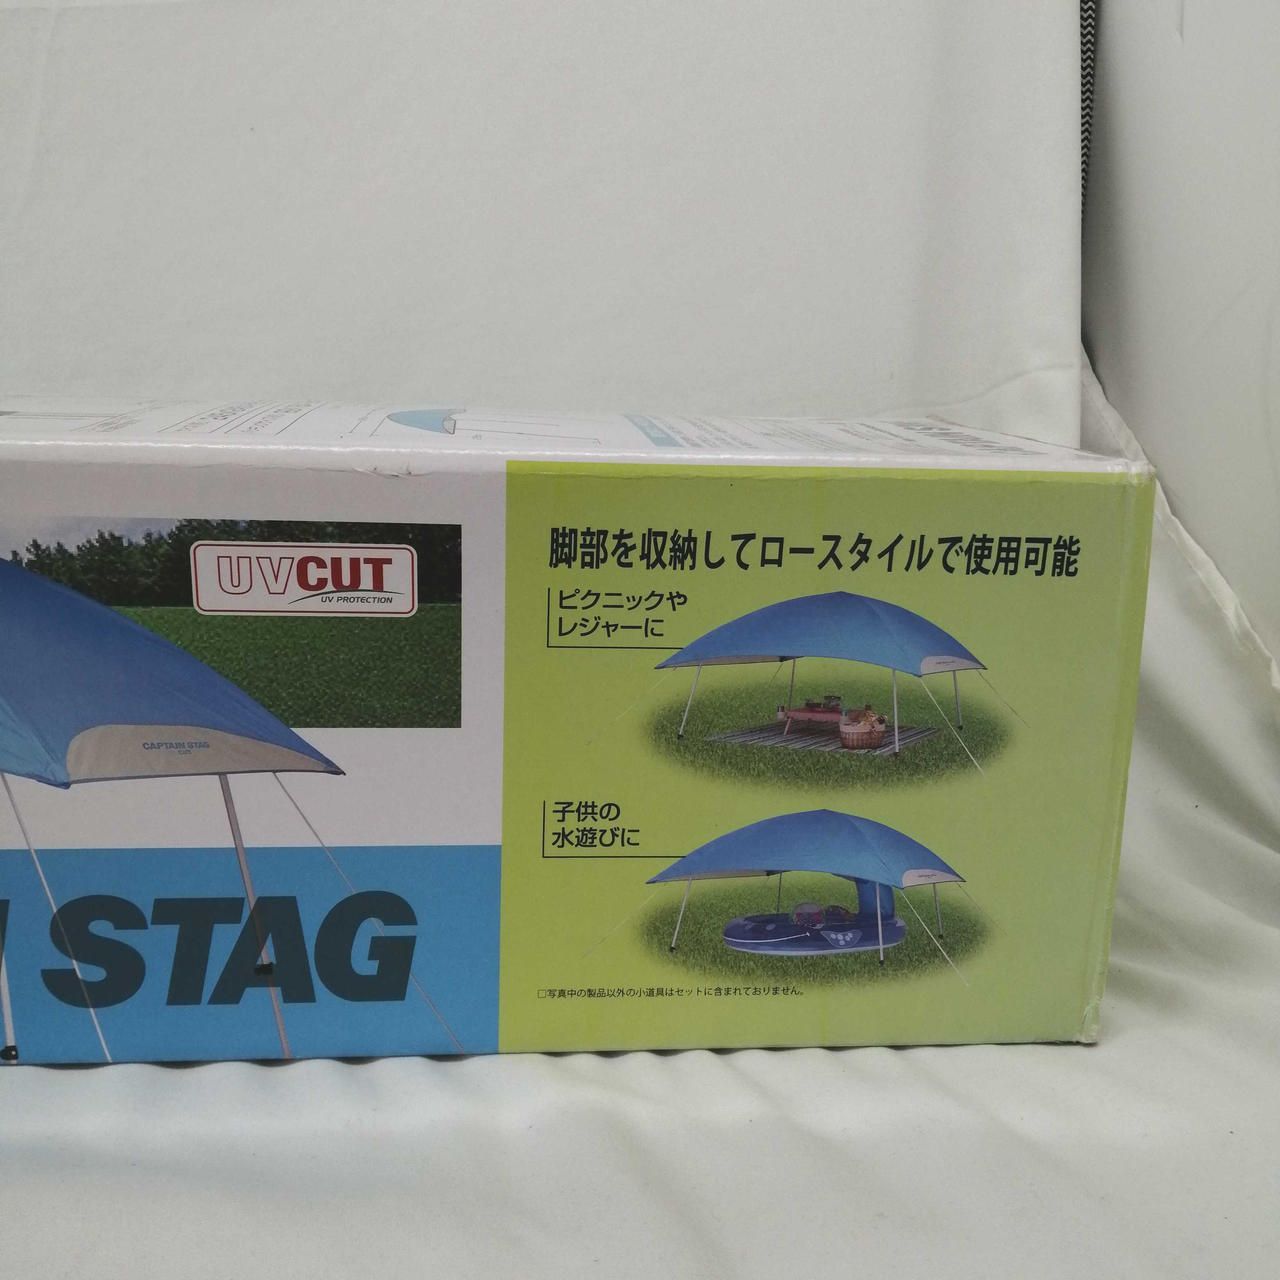 UVCUT
UV PROTECTION
CAPTAIN STAG
STAG
脚部を収納してロースタイルで使用可能
ピクニックや
レジャーに
子供の
水遊びに
□写真中の製品以外の小道具はセットに含まれておりません。